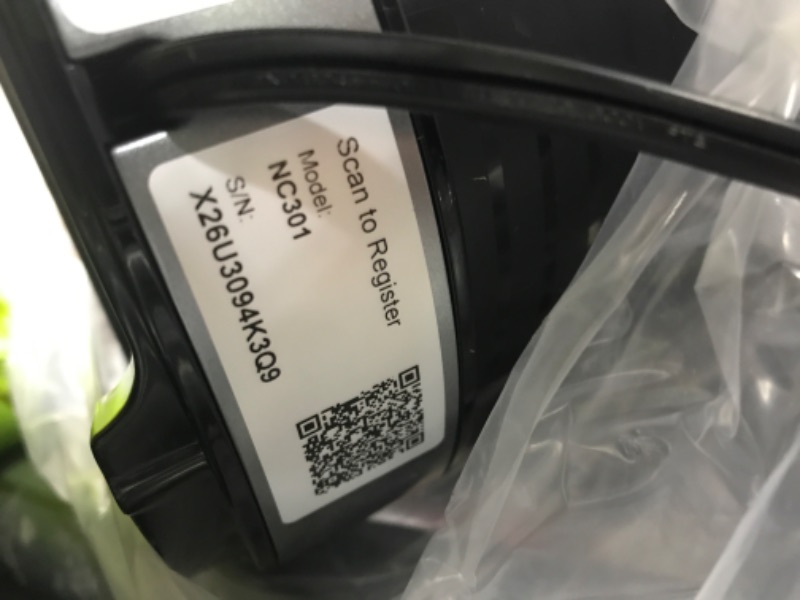 Scan to Register
Model:
NC301
S/N:
X26U3094K3Q9